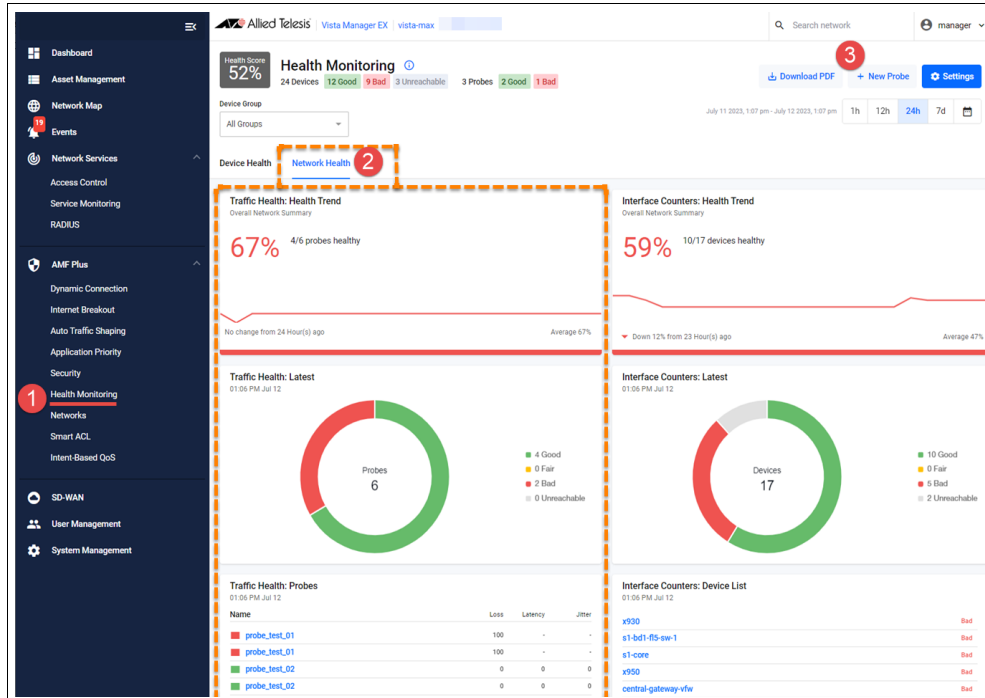 Allied Telesis Vista Manager EX vista-max
Search network
manager
Dashboard
Asset Management
Network Map
19
Events
Network Services
Access Control
Service Monitoring
RADIUS
AMF Plus
Dynamic Connection
Internet Breakout
Auto Traffic Shaping
Application Priority
Security
1
Health Monitoring
Networks
Smart ACL
Intent-Based QoS
SD-WAN
User Management
System Management
Health Score
52%
Health Monitoring
24 Devices 12 Good 9 Bad 3 Unreachable 3 Probes 2 Good 1 Bad
3
Download PDF + New Probe Settings
Device Group
All Groups
July 11 2023, 1:07 pm - July 12 2023, 1:07 pm 1h 12h 24h 7d
Device Health Network Health 2
Traffic Health: Health Trend
Overall Network Summary
67% 4/6 probes healthy
No change from 24 Hour(s) ago Average 67%
Interface Counters: Health Trend
Overall Network Summary
59% 10/17 devices healthy
Down 12% from 23 Hour(s) ago Average 47%
Traffic Health: Latest
01:06 PM Jul 12
Probes
6
4 Good
0 Fair
2 Bad
0 Unreachable
Interface Counters: Latest
01:06 PM Jul 12
Devices
17
10 Good
0 Fair
5 Bad
2 Unreachable
Traffic Health: Probes
01:06 PM Jul 12
Name Loss Latency Jitter
probe_test_01 100 - -
probe_test_01 100 - -
probe_test_02 0 0 0
probe_test_02 0 0 0
Interface Counters: Device List
01:06 PM Jul 12
x930 Bad
s1-bd1-fl5-sw-1 Bad
s1-core Bad
x950 Bad
central-gateway-vfw Bad